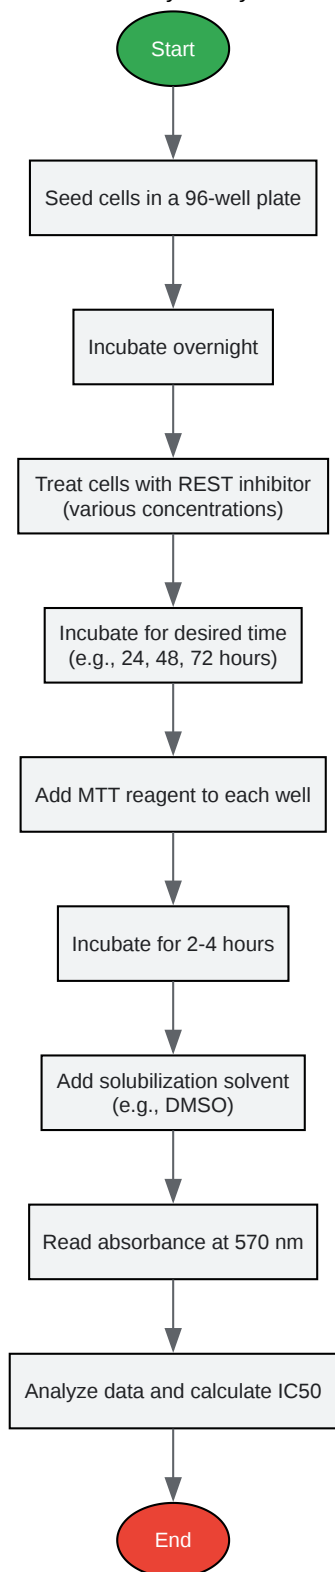 Start
Seed cells in a 96-well plate
Incubate overnight
Treat cells with REST inhibitor
(various concentrations)
Incubate for desired time
(e.g., 24, 48, 72 hours)
Add MTT reagent to each well
Incubate for 2-4 hours
Add solubilization solvent
(e.g., DMSO)
Read absorbance at 570 nm
Analyze data and calculate IC50
End